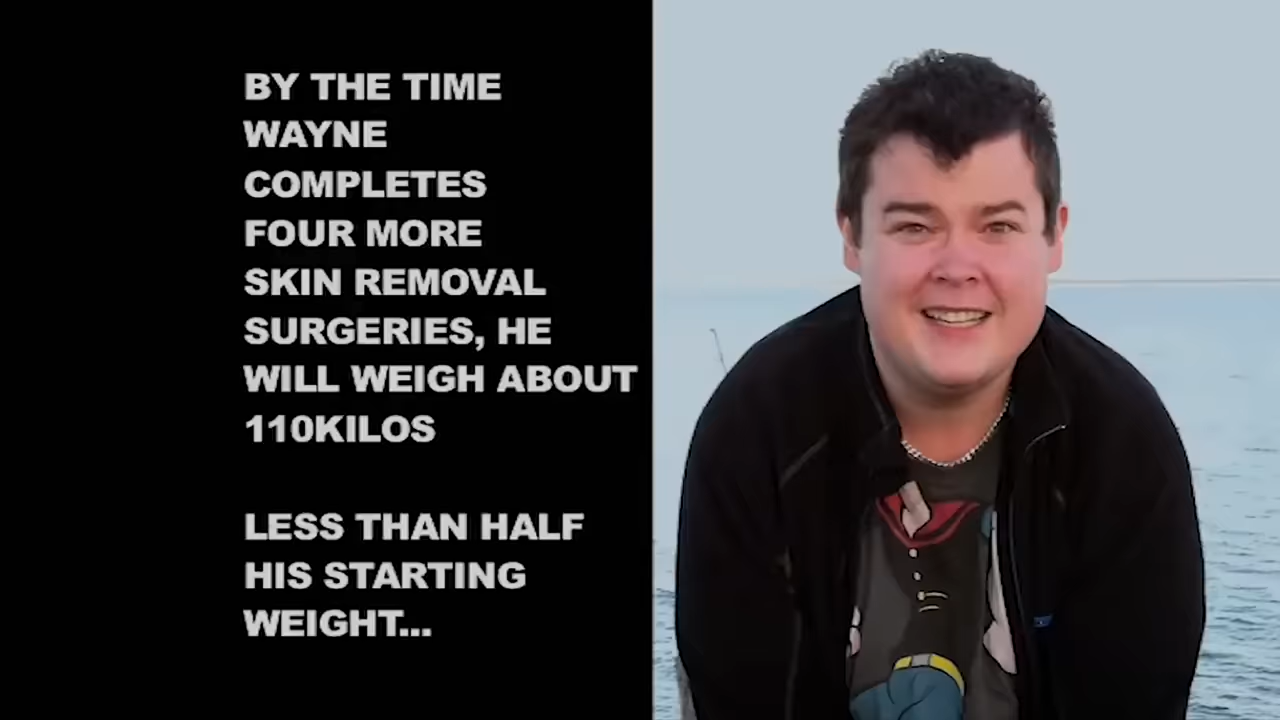 BY THE TIME
WAYNE
COMPLETES
FOUR MORE
SKIN REMOVAL
SURGERIES, HE
WILL WEIGH ABOUT
110KILOS
LESS THAN HALF
HIS STARTING
WEIGHT...